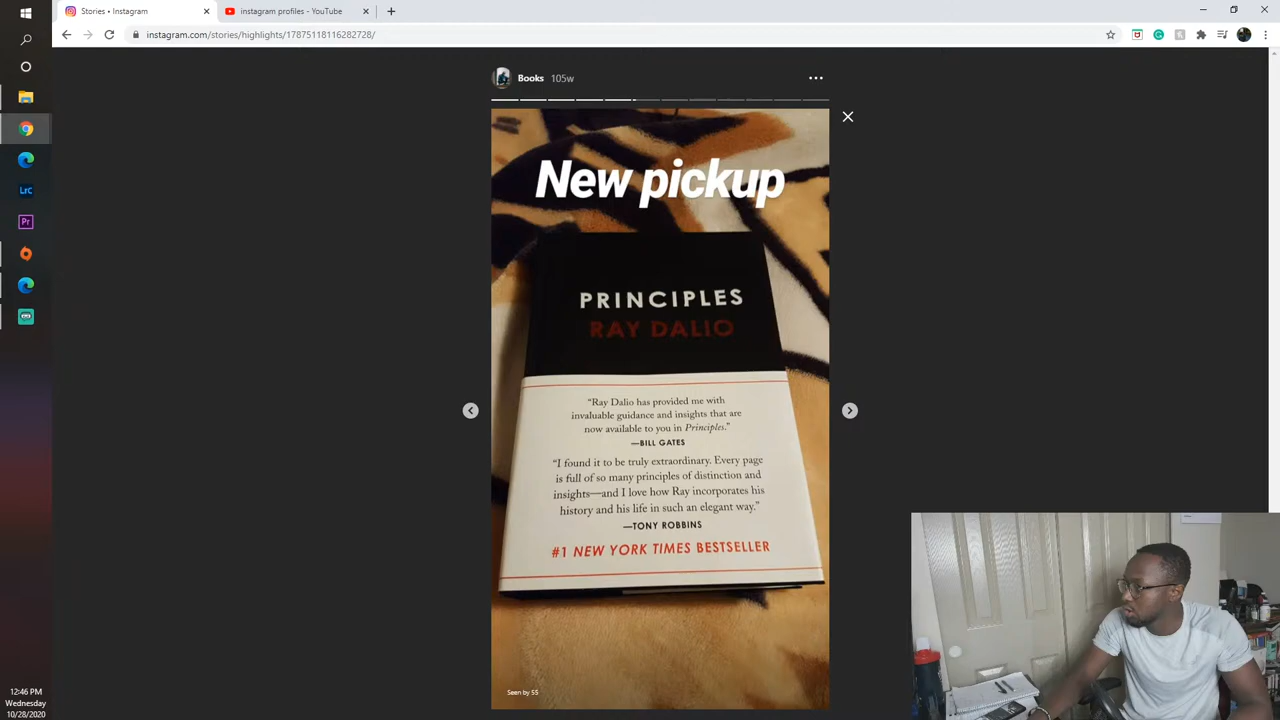 Stories • Instagram
instagram profiles - YouTube
instagram.com/stories/highlights/17875118116282728/
Books 105w
New pickup
PRINCIPLES
RAY DALIO
“Ray Dalio has provided me with
invaluable guidance and insights that are
now available to you in Principles.”
—BILL GATES
“I found it to be truly extraordinary. Every page
is full of so many principles of distinction and
insights—and I love how Ray incorporates his
history and his life in such an elegant way.”
—TONY ROBBINS
#1 NEW YORK TIMES BESTSELLER
Seen by 55
LrC
Pr
12:46 PM
Wednesday
10/28/2020